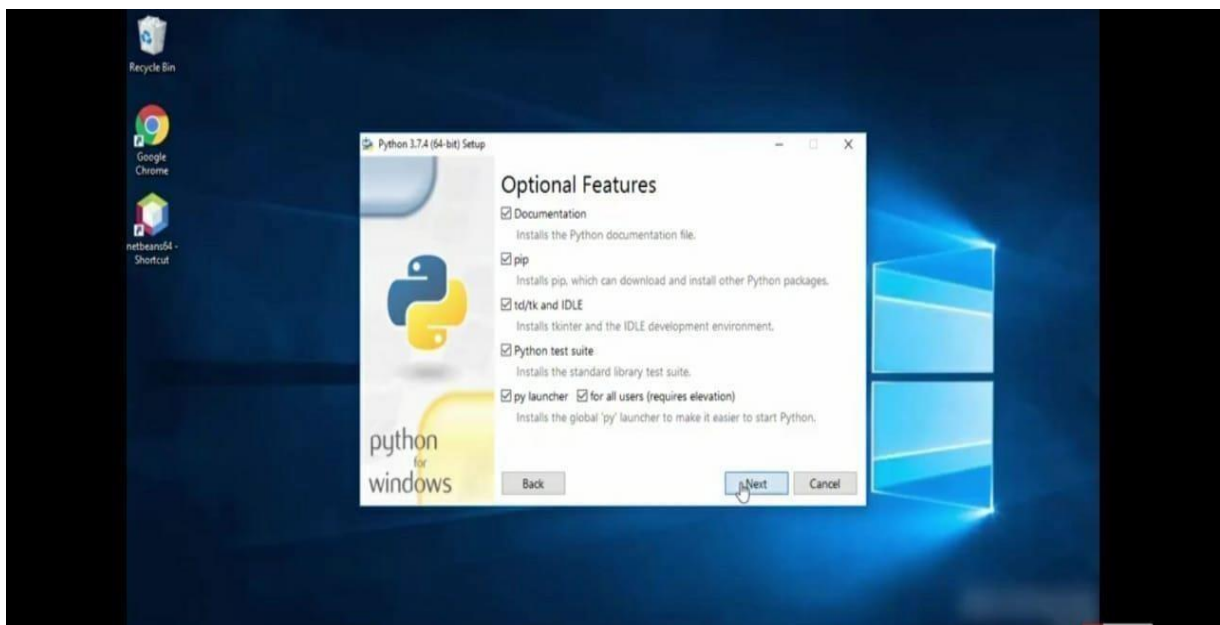 Recycle Bin
Google
Chrome
netbeans64 -
Shortcut
Python 3.7.4 (64-bit) Setup
Optional Features
Documentation
Installs the Python documentation file.
pip
Installs pip, which can download and install other Python packages.
tcl/tk and IDLE
Installs tkinter and the IDLE development environment.
Python test suite
Installs the standard library test suite.
py launcher for all users (requires elevation)
Installs the global 'py' launcher to make it easier to start Python.
python
for
windows
Back Next Cancel